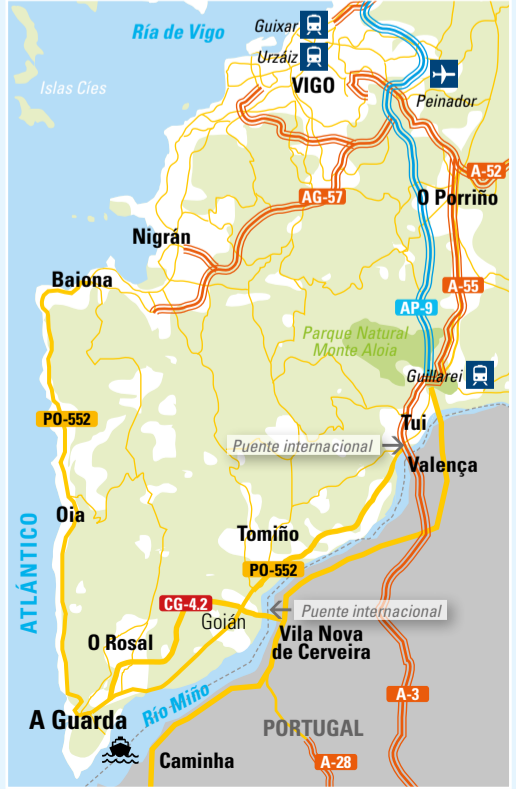 Guixar
Ría de Vigo
Urzáiz
VIGO
Islas Cíes
Peinador
A-52
AG-57
O Porriño
Nigrán
Baiona
A-55
AP-9
Parque Natural
Monte Aloia
Guillarei
PO-552
Tui
Puente internacional
Valença
Oia
ATLÁNTICO
Tomiño
PO-552
CG-4.2
Goián
Puente internacional
Vila Nova
de Cerveira
O Rosal
Río Miño
A-3
A Guarda
PORTUGAL
Caminha
A-28